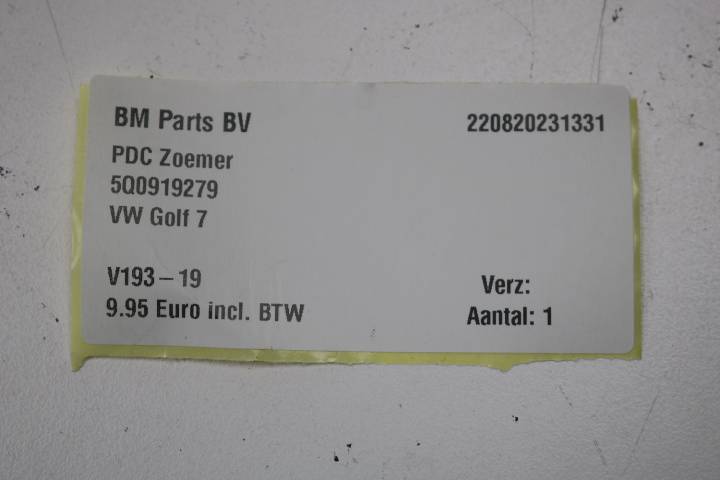 BM Parts BV 220820231331
PDC Zoemer
5Q0919279
VW Golf 7
V193-19 Verz:
9.95 Euro incl. BTW Aantal: 1